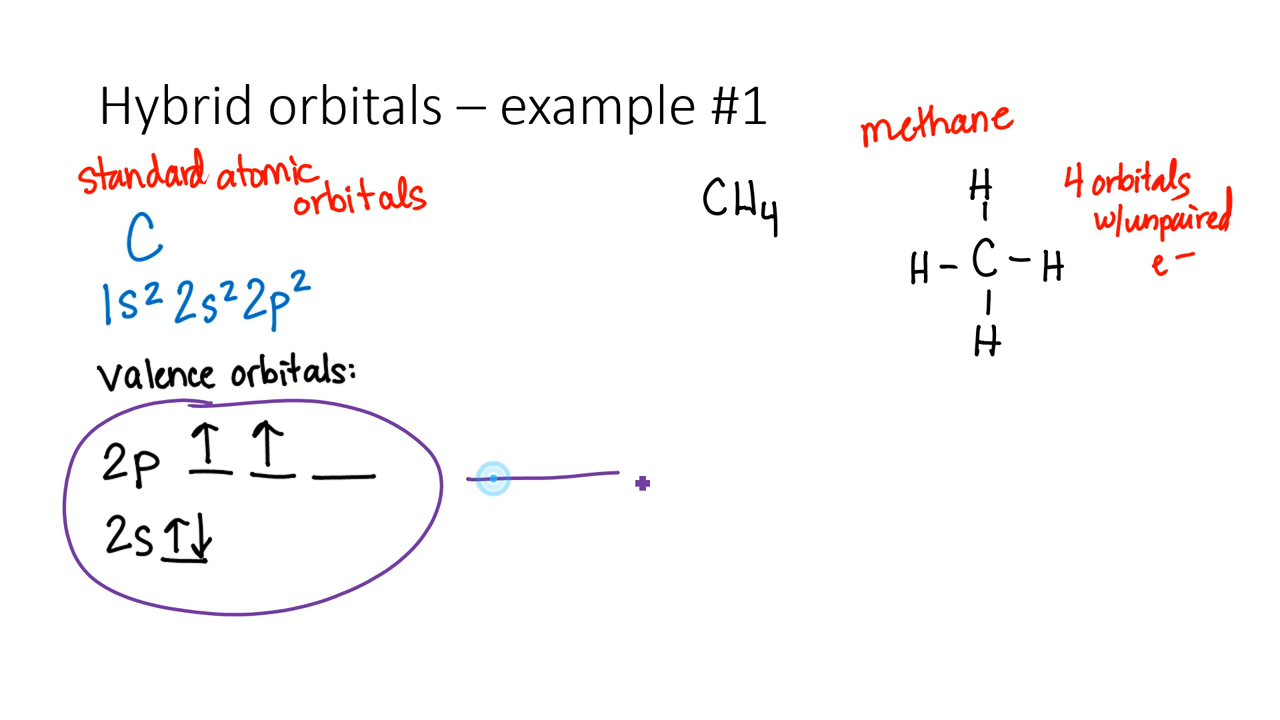 Hybrid orbitals – example #1
standard atomic
orbitals
C
1s² 2s² 2p²
valence orbitals:
2p ↑ ↑ __
2s ↑↓
methane
CH₄
H
H – C – H
H
4 orbitals
w/unpaired
e⁻